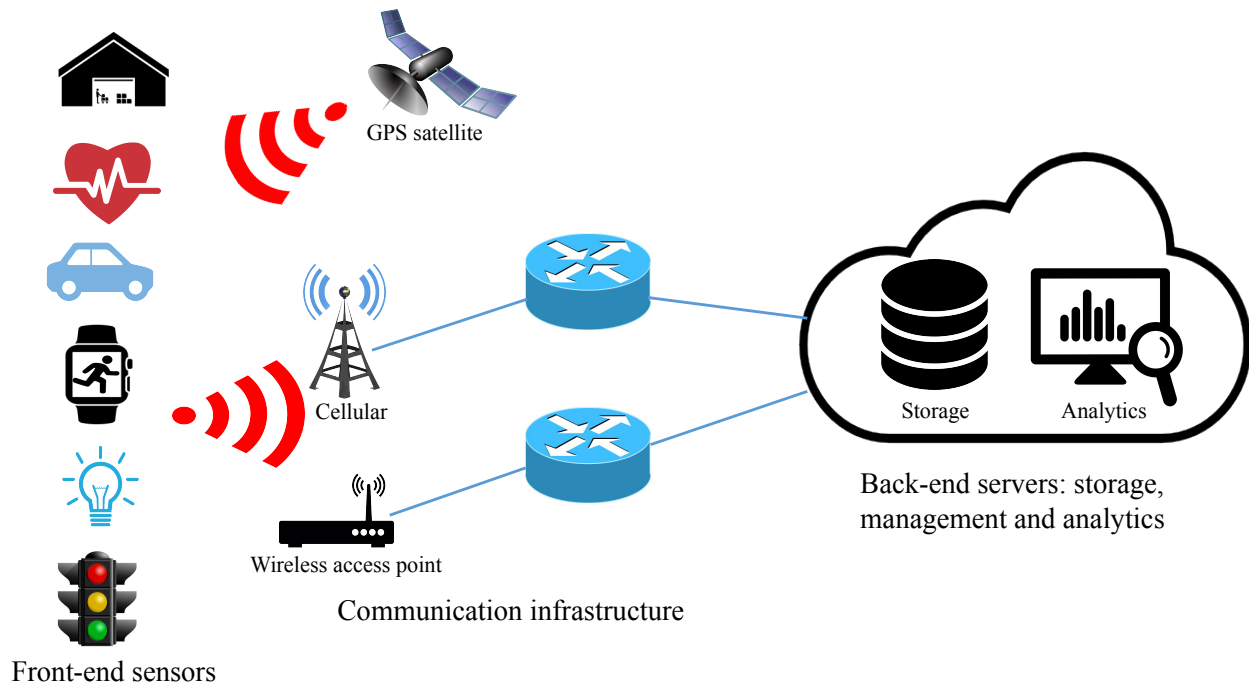 GPS satellite
Cellular
Storage
Analytics
Back-end servers: storage,
management and analytics
Wireless access point
Communication infrastructure
Front-end sensors